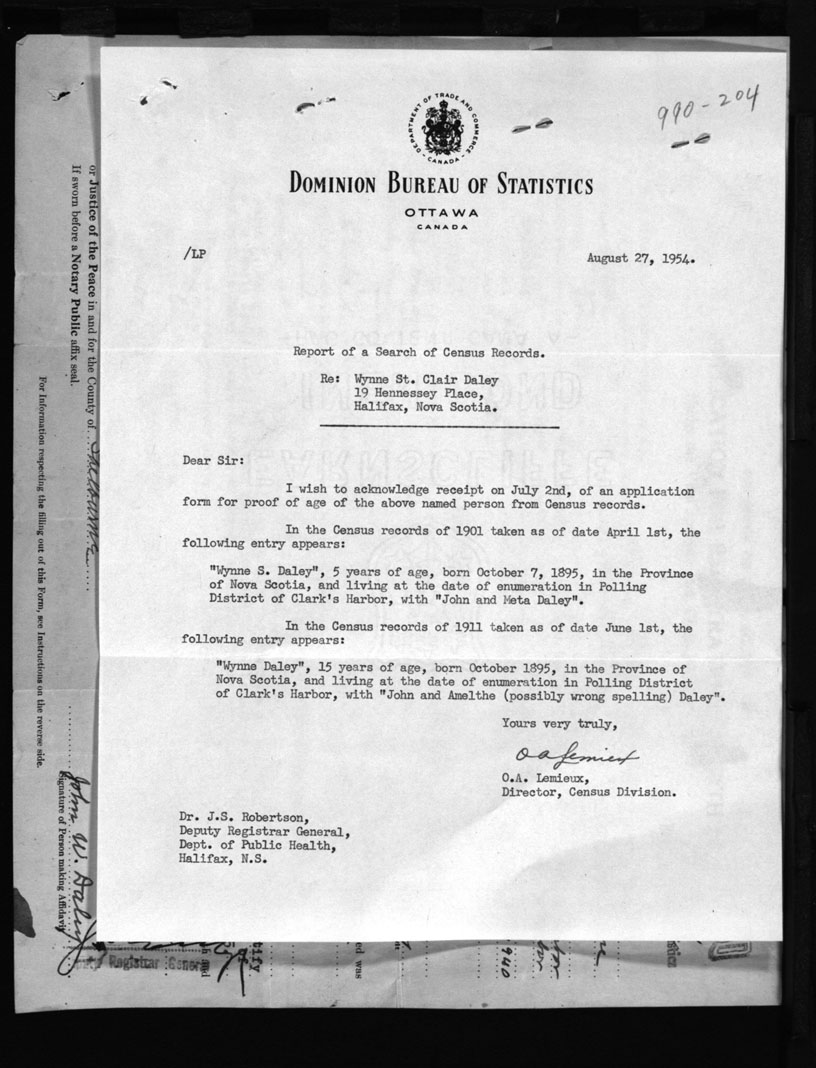 990-204
DEPARTMENT OF TRADE AND COMMERCE
- CANADA -
DOMINION BUREAU OF STATISTICS
OTTAWA
CANADA
/LP
August 27, 1954.
Report of a Search of Census Records.
Re: Wynne St. Clair Daley
19 Hennessey Place,
Halifax, Nova Scotia.
Dear Sir:
I wish to acknowledge receipt on July 2nd, of an application
form for proof of age of the above named person from Census records.
In the Census records of 1901 taken as of date April 1st, the
following entry appears:
"Wynne S. Daley", 5 years of age, born October 7, 1895, in the Province
of Nova Scotia, and living at the date of enumeration in Polling
District of Clark's Harbor, with "John and Meta Daley".
In the Census records of 1911 taken as of date June 1st, the
following entry appears:
"Wynne Daley", 15 years of age, born October 1895, in the Province of
Nova Scotia, and living at the date of enumeration in Polling District
of Clark's Harbor, with "John and Amelthe (possibly wrong spelling) Daley".
Yours very truly,
O A Lemieux
O.A. Lemieux,
Director, Census Division.
Dr. J.S. Robertson,
Deputy Registrar General,
Dept. of Public Health,
Halifax, N.S.
or Justice of the Peace in and for the County of Shelburne
If sworn before a Notary Public affix seal.
For Information respecting the filling out of this Form, see Instructions on the reverse side.
John W. Daley
Signature of Person making Affidavit
Registrar General
ed was
1940